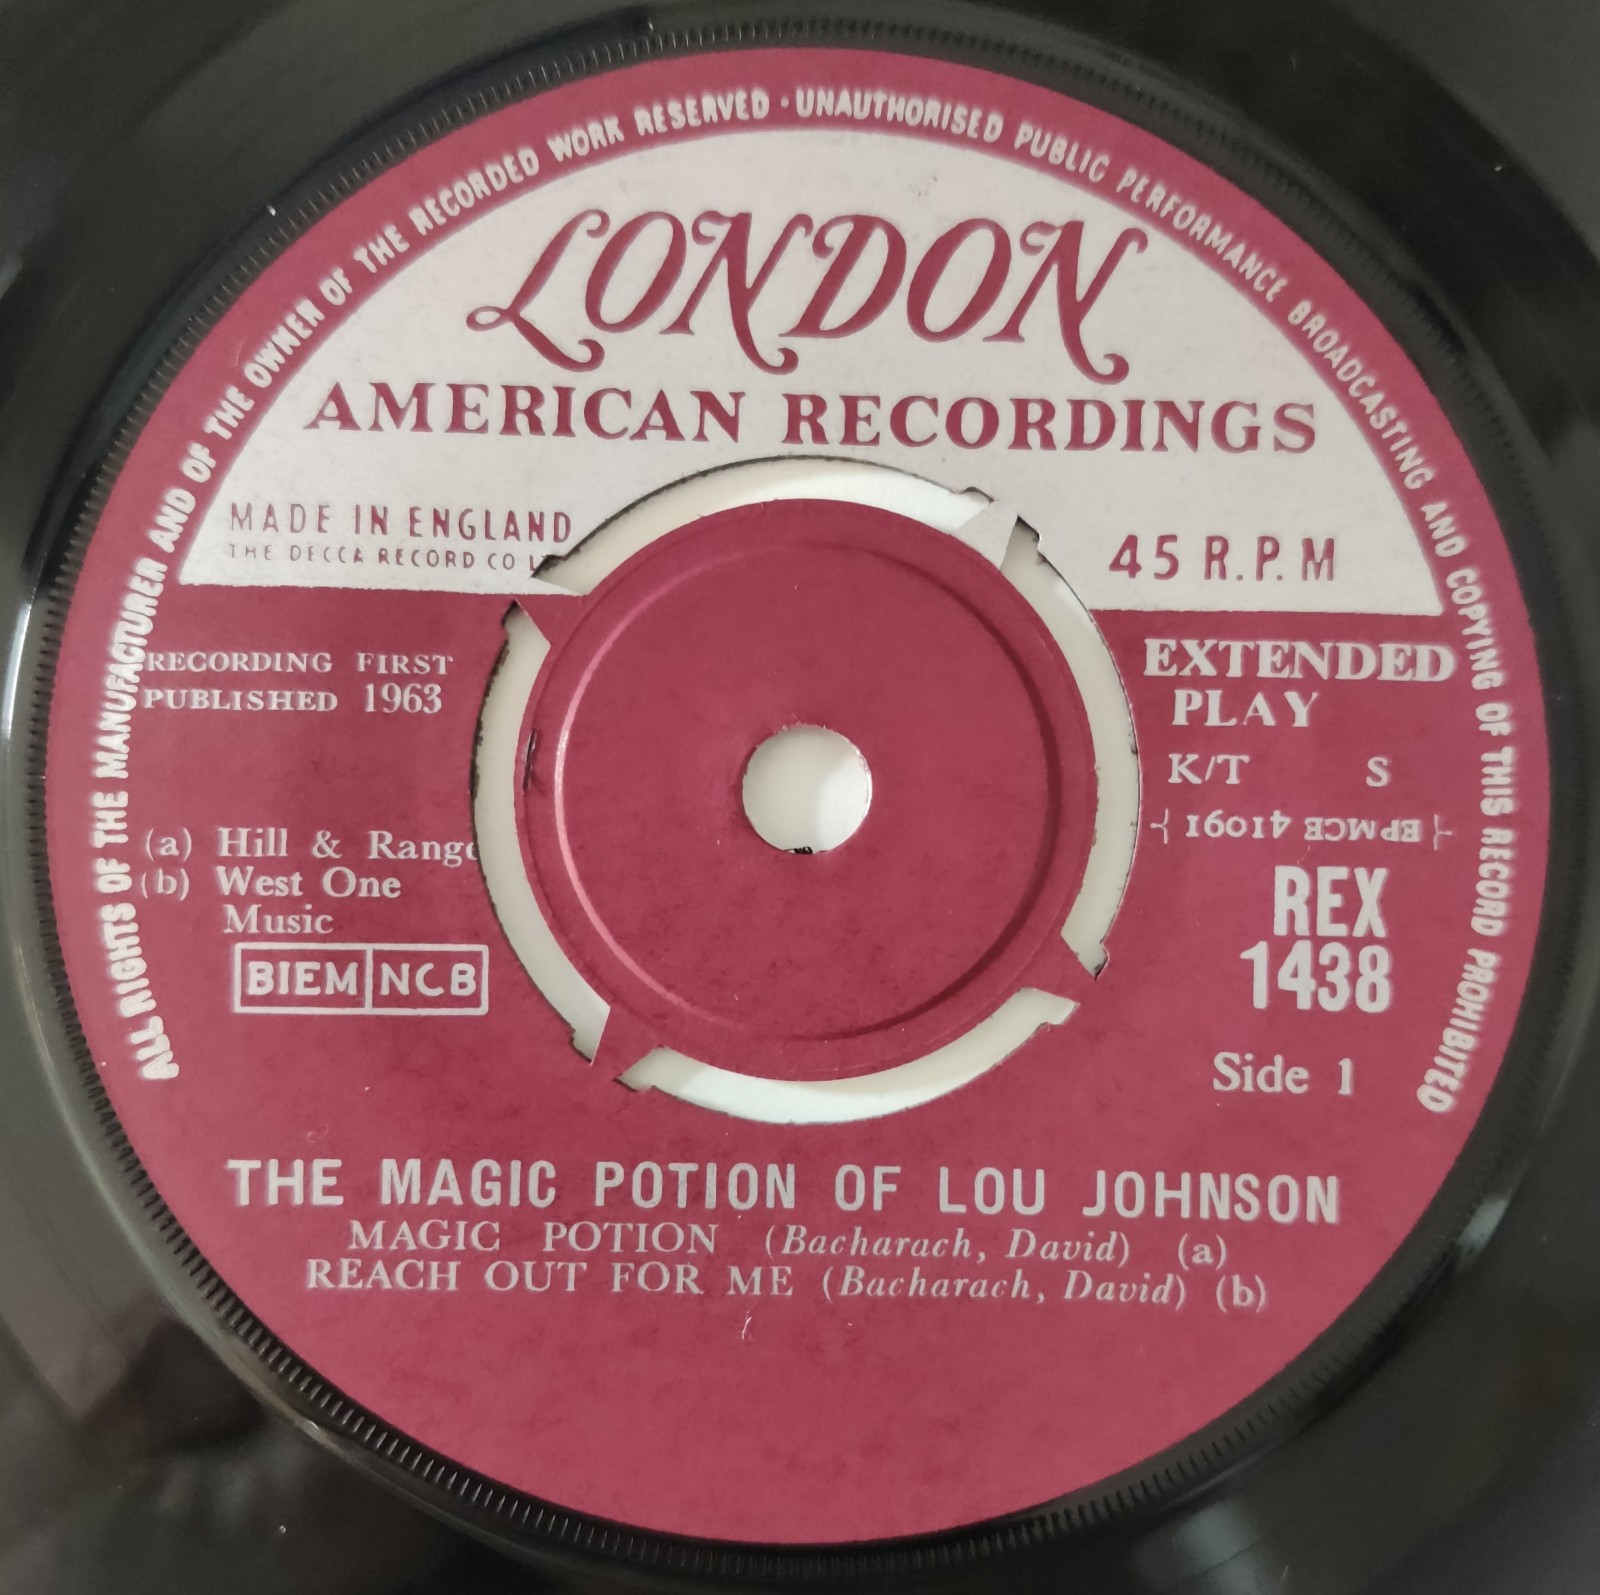 ALL RIGHTS OF THE MANUFACTURER AND OF THE OWNER OF THE RECORDED WORK RESERVED · UNAUTHORISED PUBLIC PERFORMANCE BROADCASTING AND COPYING OF THIS RECORD PROHIBITED
LONDON
AMERICAN RECORDINGS
MADE IN ENGLAND
THE DECCA RECORD CO
45 R.P.M
RECORDING FIRST
PUBLISHED 1963
EXTENDED
PLAY
K/T S
EPMCE 41091
(a) Hill & Range
(b) West One
Music
BIEM NCB
REX
1438
Side 1
THE MAGIC POTION OF LOU JOHNSON
MAGIC POTION (Bacharach, David) (a)
REACH OUT FOR ME (Bacharach, David) (b)